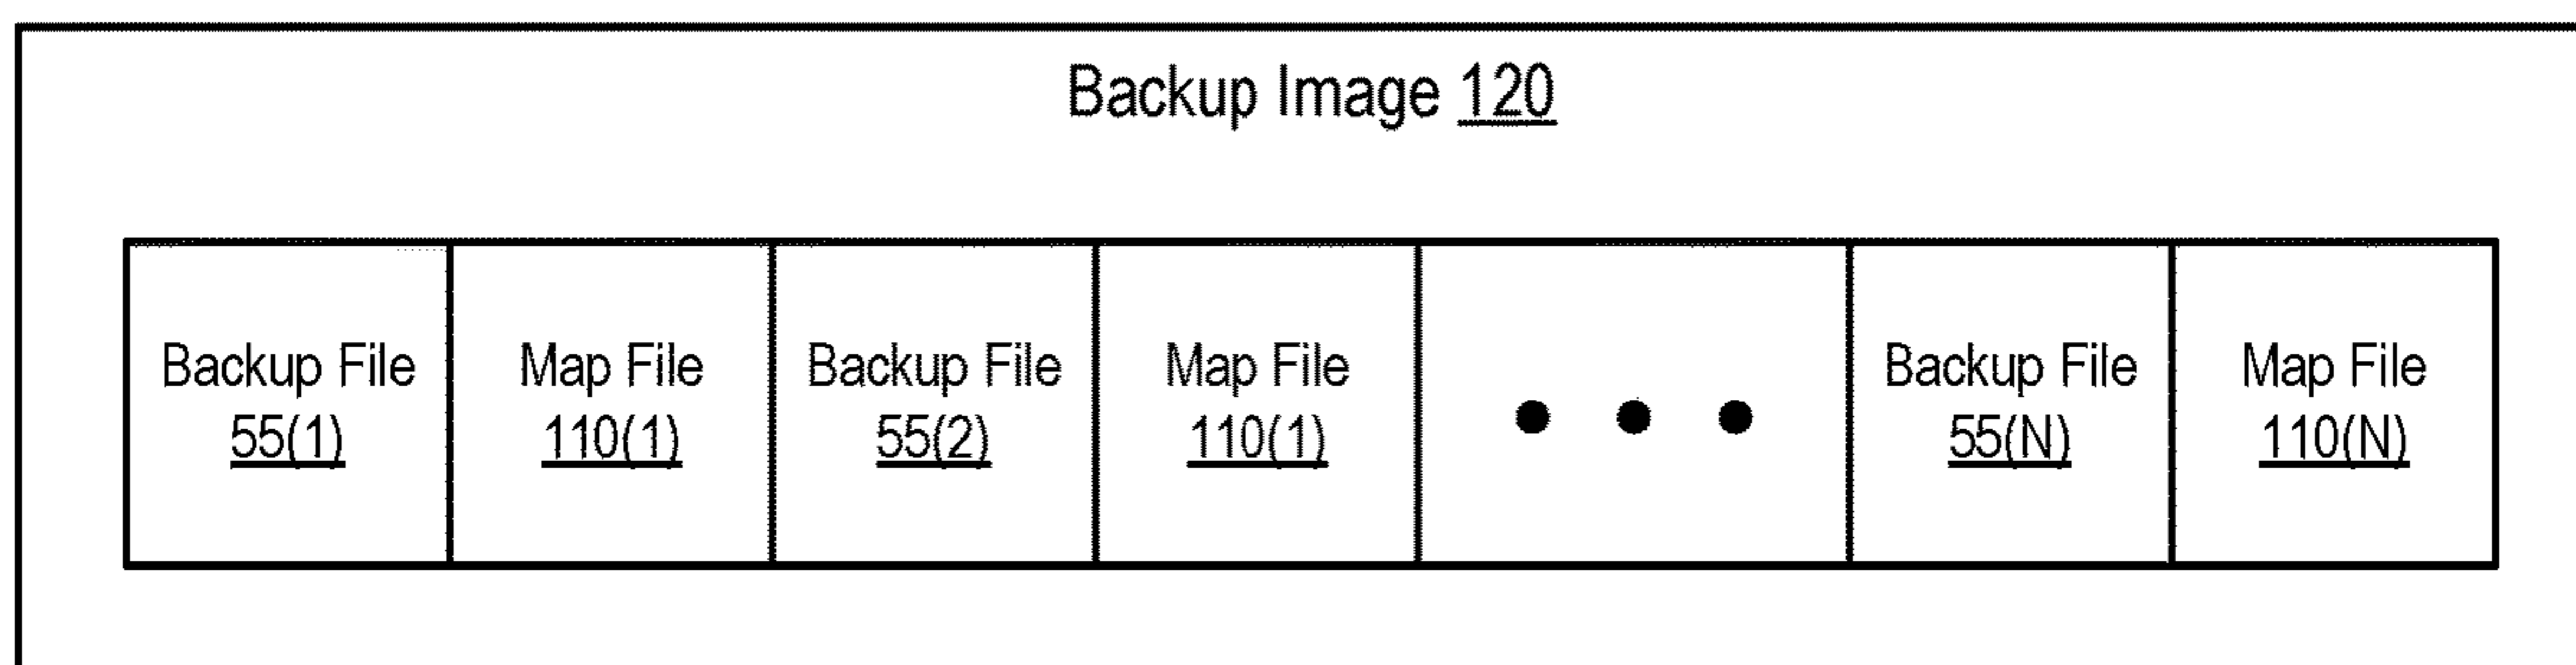 Backup Image 120
Backup File
55(1)
Map File
110(1)
Backup File
55(2)
Map File
110(1)
Backup File
55(N)
Map File
110(N)